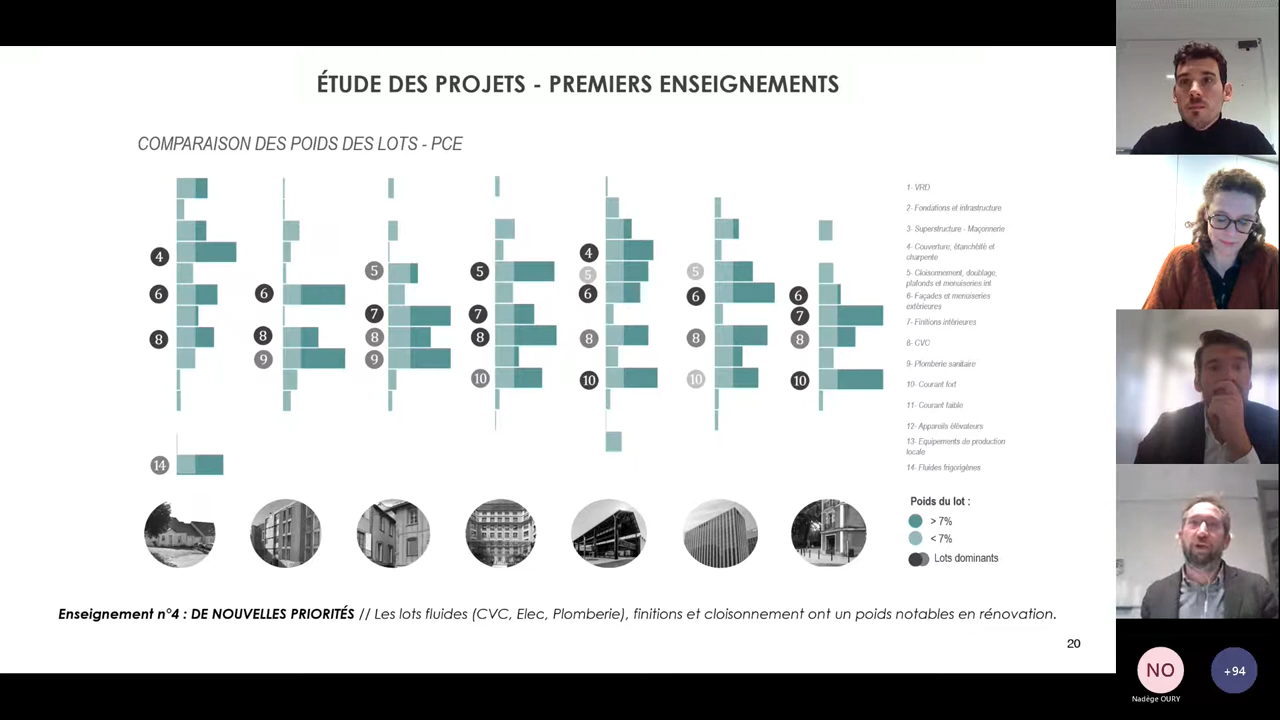 ÉTUDE DES PROJETS - PREMIERS ENSEIGNEMENTS
COMPARAISON DES POIDS DES LOTS - PCE
4
6
8
14
6
8
9
5
7
8
9
5
7
8
10
4
5
6
8
10
5
6
8
10
6
7
8
10
1- VRD
2- Fondations et infrastructure
3- Superstructure - Maçonnerie
4- Couverture, étanchéité et
charpente
5- Cloisonnement, doublage,
plafonds et menuiseries int
6- Façades et menuiseries
extérieures
7- Finitions intérieures
8- CVC
9- Plomberie sanitaire
10- Courant fort
11- Courant faible
12- Appareils élévateurs
13- Equipements de production
locale
14- Fluides frigorigènes
Poids du lot :
> 7%
< 7%
Lots dominants
Enseignement n°4 : DE NOUVELLES PRIORITÉS // Les lots fluides (CVC, Elec, Plomberie), finitions et cloisonnement ont un poids notables en rénovation.
20
NO
Nadège OURY
+94